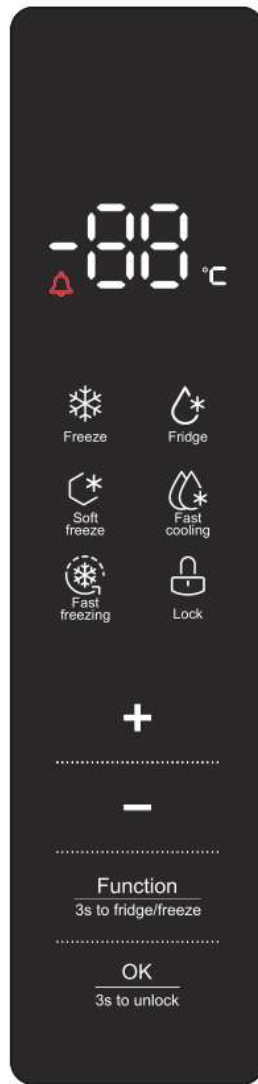 -88
°C
Freeze Fridge
Soft Fast
freeze cooling
Fast
freezing Lock
+
−
Function
3s to fridge/freeze
OK
3s to unlock